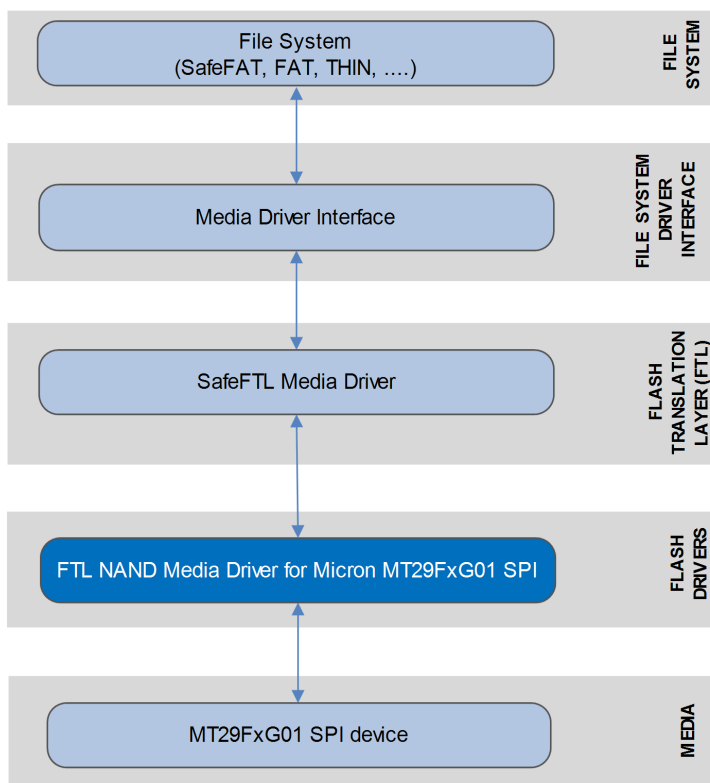 File System
(SafeFAT, FAT, THIN, ....)
FILE
SYSTEM
Media Driver Interface
FILE SYSTEM
DRIVER
INTERFACE
SafeFTL Media Driver
FLASH
TRANSLATION
LAYER (FTL)
FTL NAND Media Driver for Micron MT29FxG01 SPI
FLASH
DRIVERS
MT29FxG01 SPI device
MEDIA